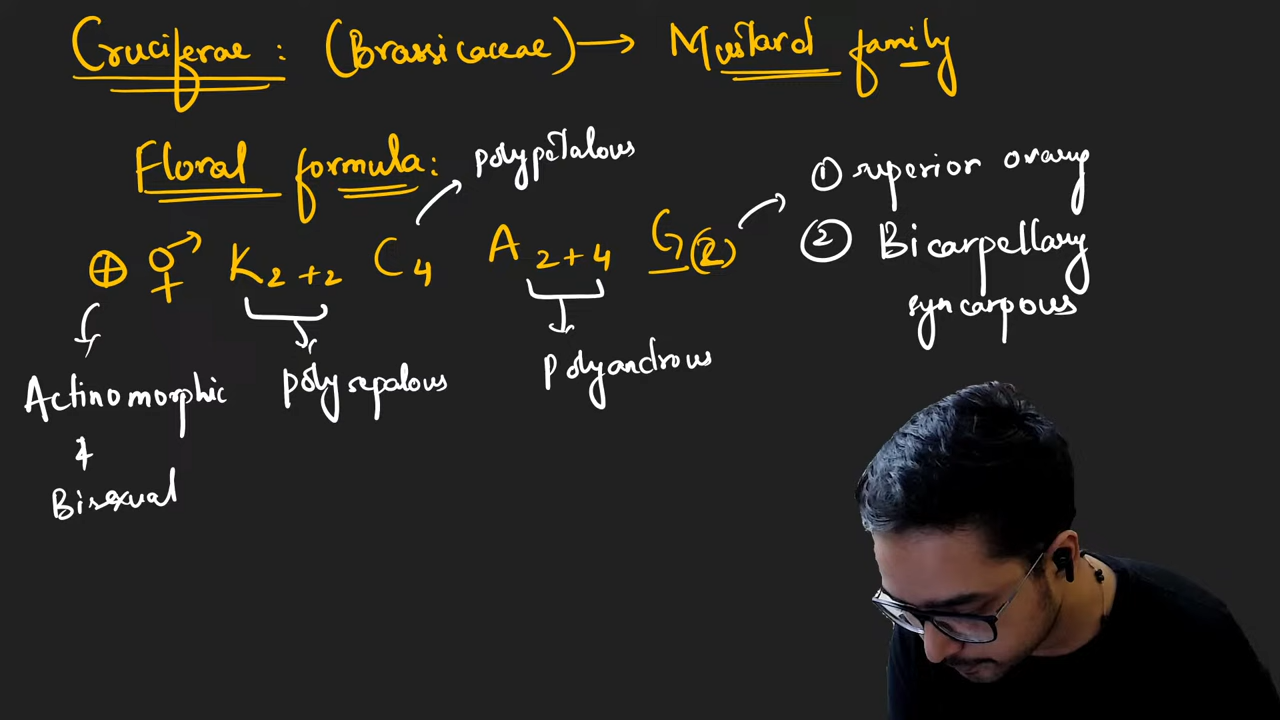 Cruciferae : (Brassicaceae) → Mustard family
Floral formula :
polypetalous
① superior ovary
② Bicarpellary
syncarpous
⊕ ⚥ K2+2 C4 A2+4 G(2)
Actinomorphic
&
Bisexual
polysepalous
Polyandrous